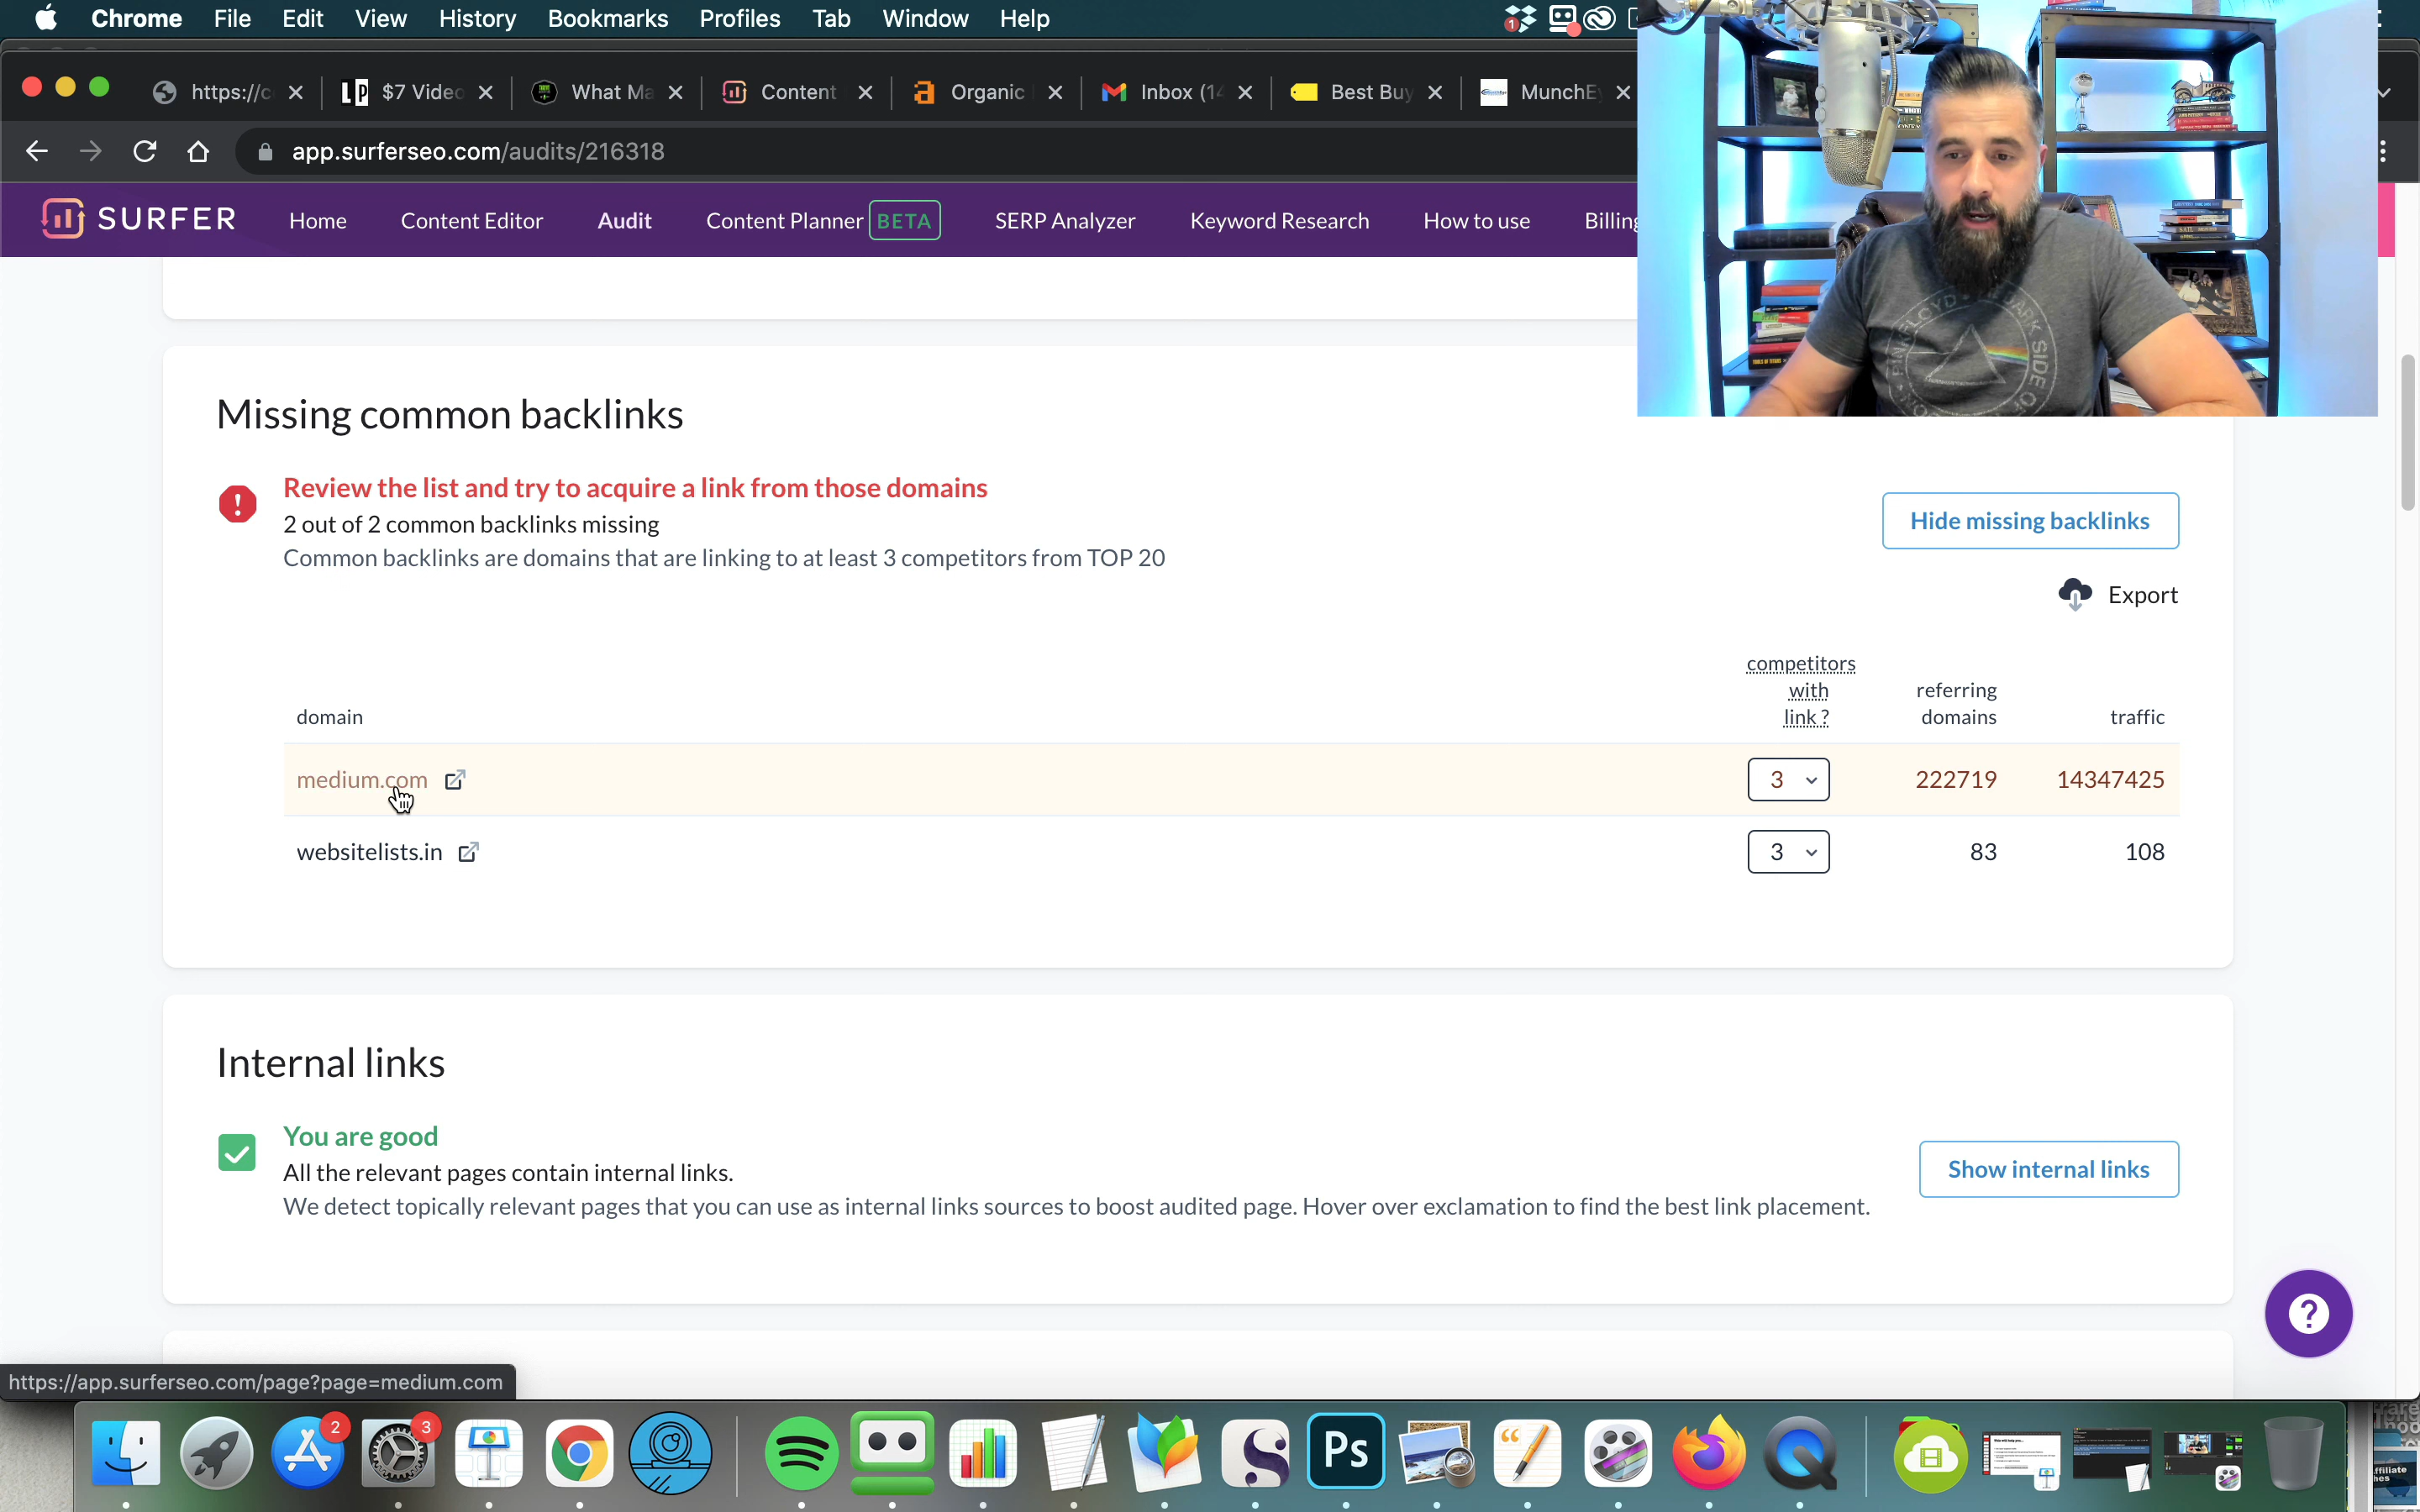 Chrome File Edit View History Bookmarks Profiles Tab Window Help
1
https://c
$7 Video
What Ma
Content
Organic
Inbox (14
Best Buy
MunchEy
app.surferseo.com/audits/216318
SURFER
Home Content Editor Audit Content Planner BETA SERP Analyzer Keyword Research How to use Billing
Missing common backlinks
Review the list and try to acquire a link from those domains
2 out of 2 common backlinks missing
Common backlinks are domains that are linking to at least 3 competitors from TOP 20
Hide missing backlinks
Export
domain
competitors with link ?
referring domains
traffic
medium.com 3 222719 14347425
websitelists.in 3 83 108
Internal links
You are good
All the relevant pages contain internal links.
We detect topically relevant pages that you can use as internal links sources to boost audited page. Hover over exclamation to find the best link placement.
Show internal links
?
https://app.surferseo.com/page?page=medium.com
2
3
Ps